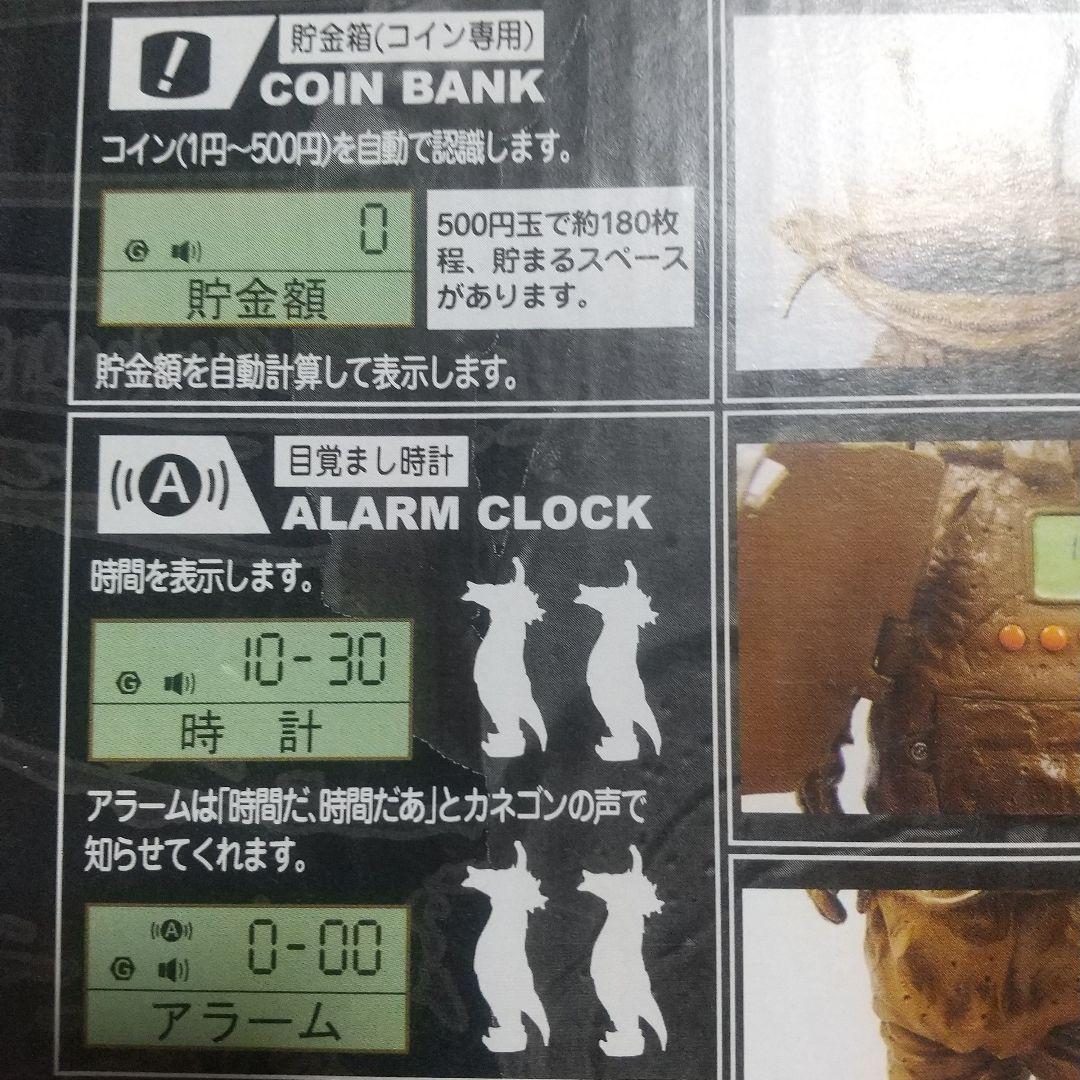 貯金箱(コイン専用)
COIN BANK
コイン(1円〜500円)を自動で認識します。
0
G
貯金額
500円玉で約180枚
程、貯まるスペース
があります。
貯金額を自動計算して表示します。
A
目覚まし時計
ALARM CLOCK
時間を表示します。
10-30
G
時 計
アラームは「時間だ、時間だあ」とカネゴンの声で
知らせてくれます。
A
0-00
G
アラーム